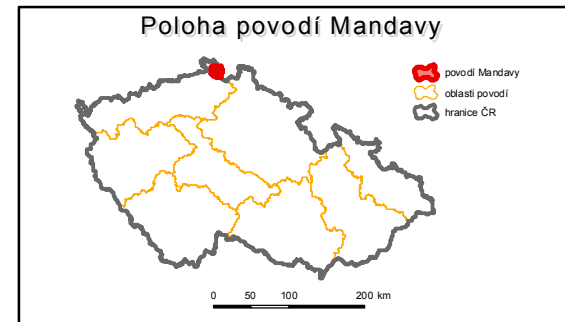 Poloha povodí Mandavy
povodí Mandavy
oblasti povodí
hranice ČR
0 50 100 200 km